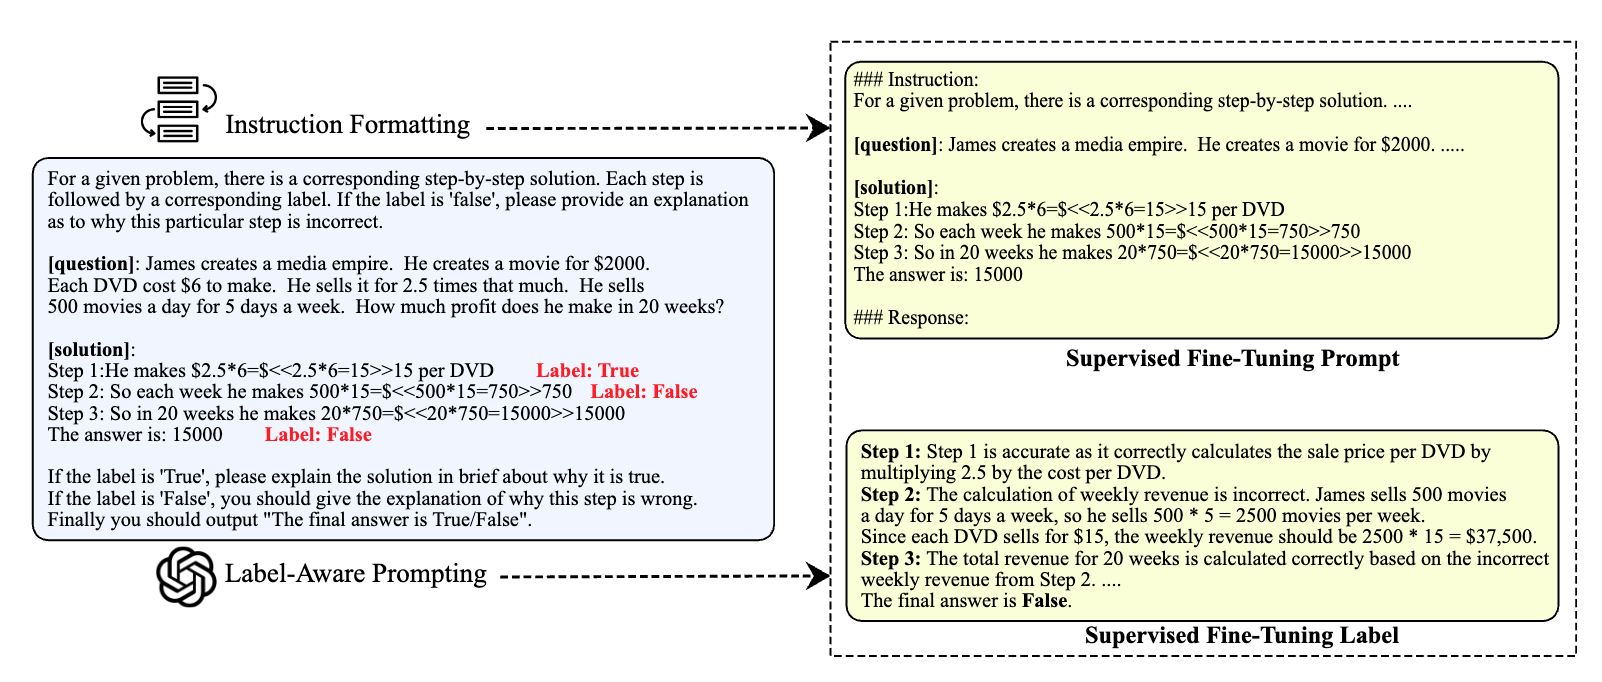 Instruction Formatting
For a given problem, there is a corresponding step-by-step solution. Each step is
followed by a corresponding label. If the label is 'false', please provide an explanation
as to why this particular step is incorrect.
[question]: James creates a media empire.  He creates a movie for $2000.
Each DVD cost $6 to make.  He sells it for 2.5 times that much.  He sells
500 movies a day for 5 days a week.  How much profit does he make in 20 weeks?
[solution]:
Step 1:He makes $2.5*6=$<<2.5*6=15>>15 per DVD Label: True
Step 2: So each week he makes 500*15=$<<500*15=750>>750 Label: False
Step 3: So in 20 weeks he makes 20*750=$<<20*750=15000>>15000
The answer is: 15000 Label: False
If the label is 'True', please explain the solution in brief about why it is true.
If the label is 'False', you should give the explanation of why this step is wrong.
Finally you should output "The final answer is True/False".
Label-Aware Prompting
### Instruction:
For a given problem, there is a corresponding step-by-step solution. ....
[question]: James creates a media empire.  He creates a movie for $2000. .....
[solution]:
Step 1:He makes $2.5*6=$<<2.5*6=15>>15 per DVD
Step 2: So each week he makes 500*15=$<<500*15=750>>750
Step 3: So in 20 weeks he makes 20*750=$<<20*750=15000>>15000
The answer is: 15000
### Response:
Supervised Fine-Tuning Prompt
Step 1: Step 1 is accurate as it correctly calculates the sale price per DVD by
multiplying 2.5 by the cost per DVD.
Step 2: The calculation of weekly revenue is incorrect. James sells 500 movies
a day for 5 days a week, so he sells 500 * 5 = 2500 movies per week.
Since each DVD sells for $15, the weekly revenue should be 2500 * 15 = $37,500.
Step 3: The total revenue for 20 weeks is calculated correctly based on the incorrect
weekly revenue from Step 2. ....
The final answer is False.
Supervised Fine-Tuning Label